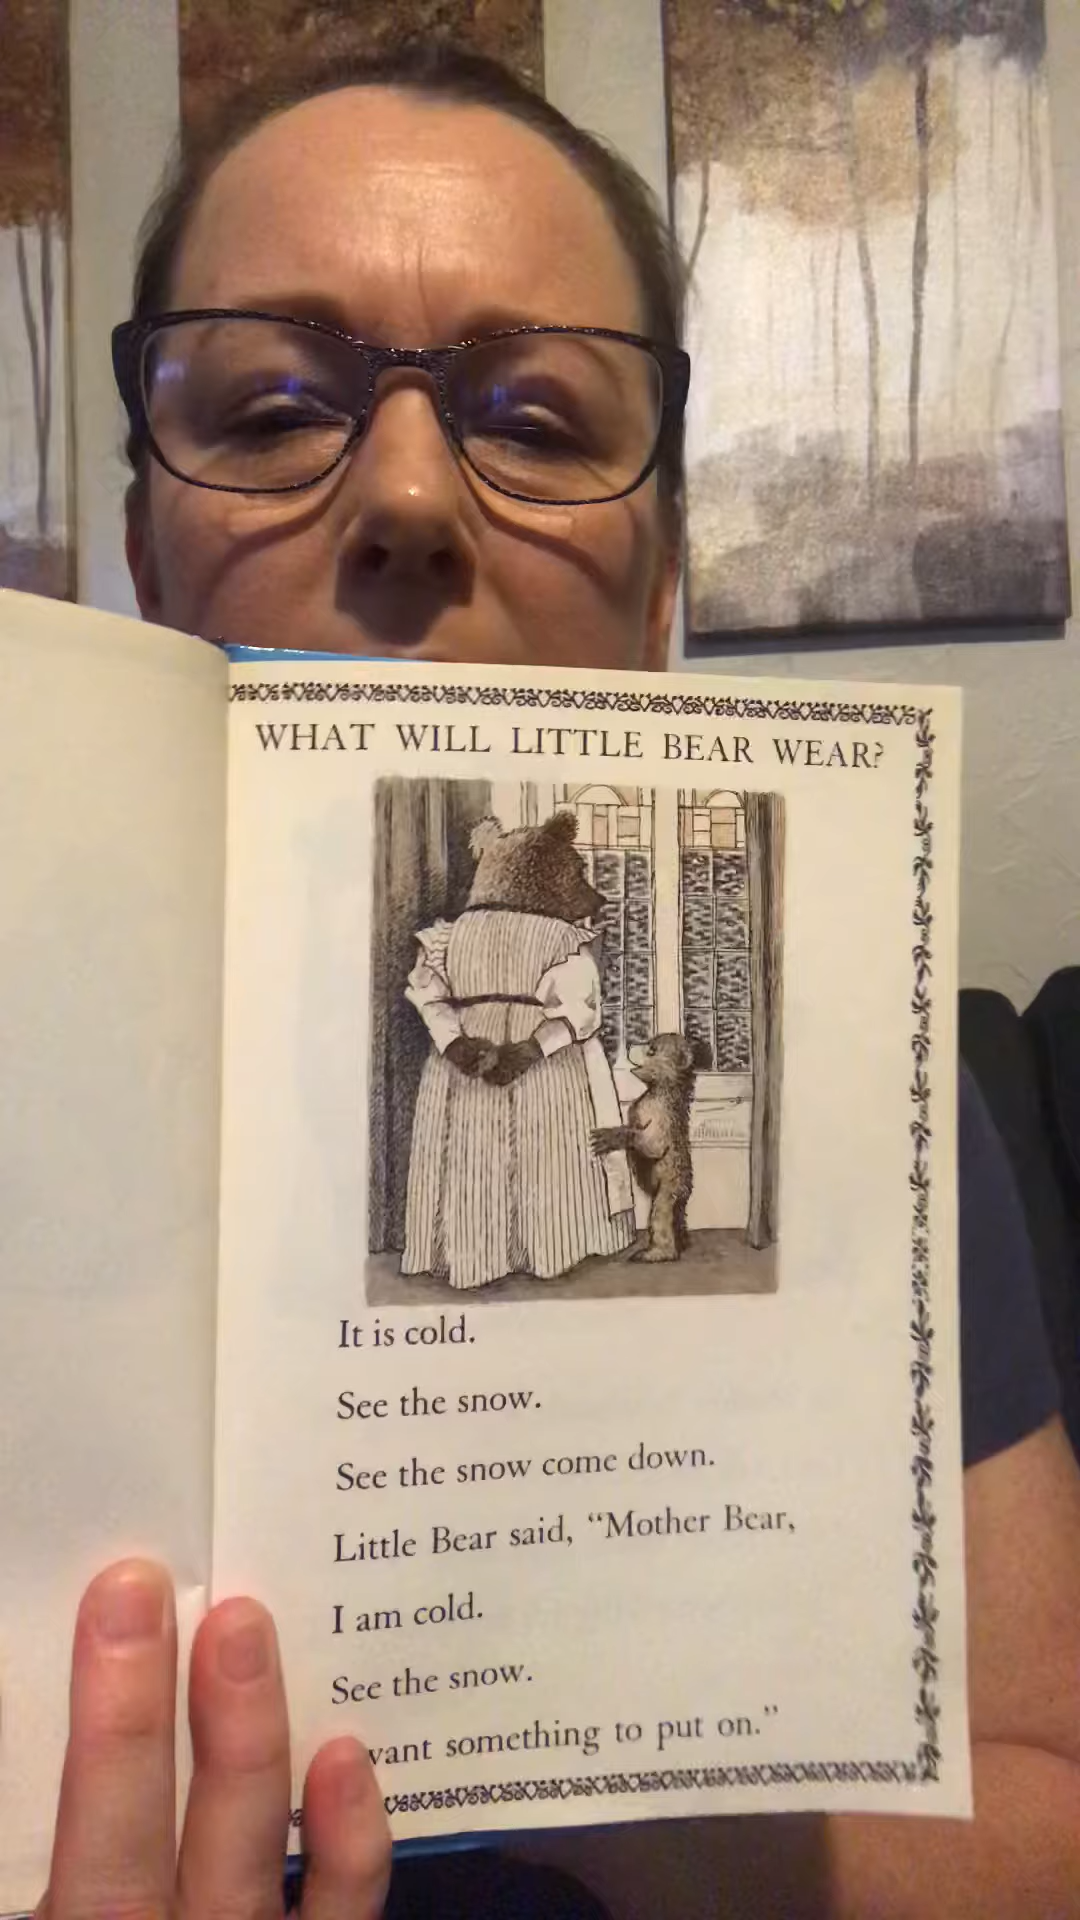 WHAT WILL LITTLE BEAR WEAR?
It is cold.
See the snow.
See the snow come down.
Little Bear said, “Mother Bear,
I am cold.
See the snow.
want something to put on.”